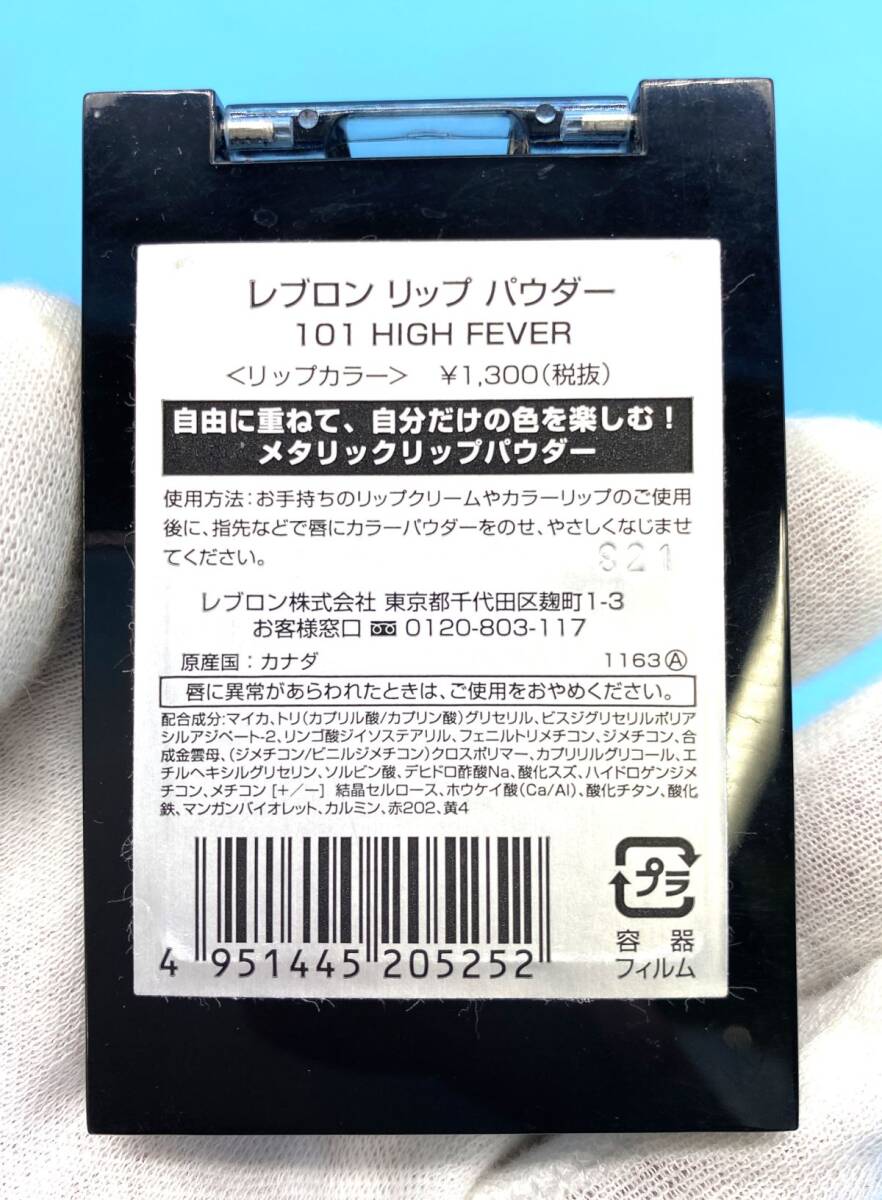 レブロン リップ パウダー
101 HIGH FEVER
＜リップカラー＞ ¥1,300(税抜)
自由に重ねて、自分だけの色を楽しむ！
メタリックリップパウダー
使用方法：お手持ちのリップクリームやカラーリップのご使用
後に、指先などで唇にカラーパウダーをのせ、やさしくなじませ
てください。
S21
レブロン株式会社 東京都千代田区麹町1-3
お客様窓口 0120-803-117
原産国：カナダ 1163Ⓐ
唇に異常があらわれたときは、ご使用をおやめください。
配合成分：マイカ、トリ(カプリル酸/カプリン酸)グリセリル、ビスジグリセリルポリア
シルアジペート-2、リンゴ酸ジイソステアリル、フェニルトリメチコン、ジメチコン、合
成金雲母、(ジメチコン/ビニルジメチコン)クロスポリマー、カプリリルグリコール、エ
チルヘキシルグリセリン、ソルビン酸、デヒドロ酢酸Na、酸化スズ、ハイドロゲンジメ
チコン、メチコン [＋／－] 結晶セルロース、ホウケイ酸(Ca/Al)、酸化チタン、酸化
鉄、マンガンバイオレット、カルミン、赤202、黄4
4 951445 205252
プラ
容器
フィルム